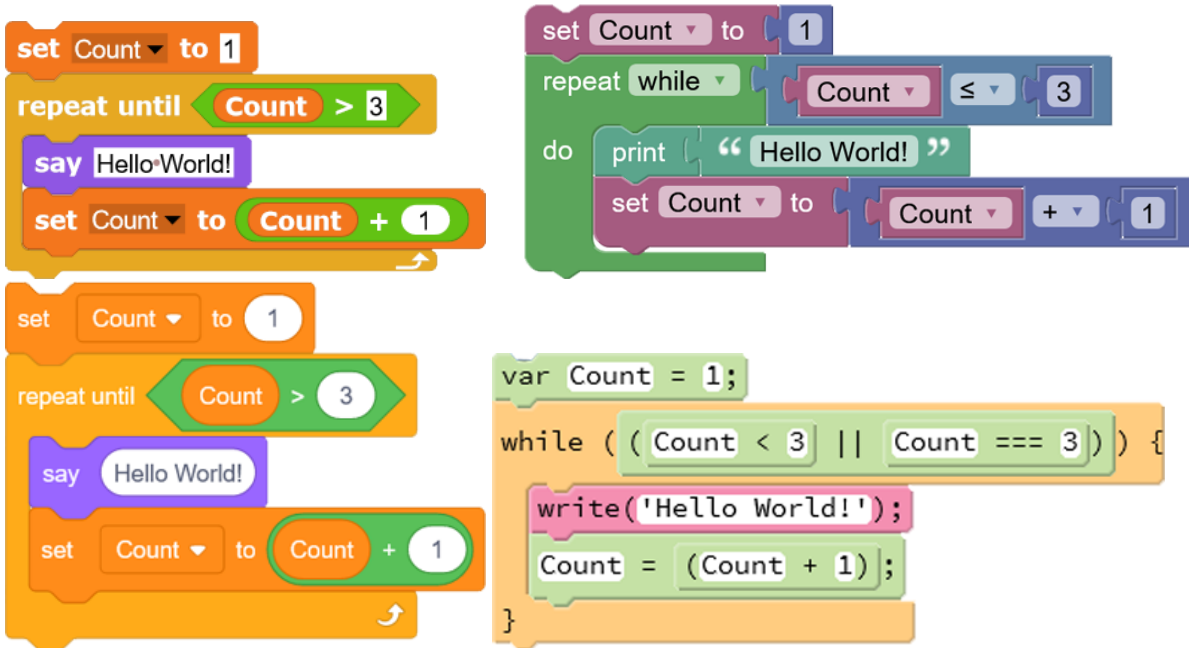 set Count to 1
repeat until Count > 3
say Hello World!
set Count to Count + 1
set Count to 1
repeat while Count ≤ 3
do print “ Hello World! ”
set Count to Count + 1
set Count to 1
repeat until Count > 3
say Hello World!
set Count to Count + 1
var Count = 1;
while ( ( Count < 3 || Count === 3 ) ) {
write('Hello World!');
Count = (Count + 1);
}